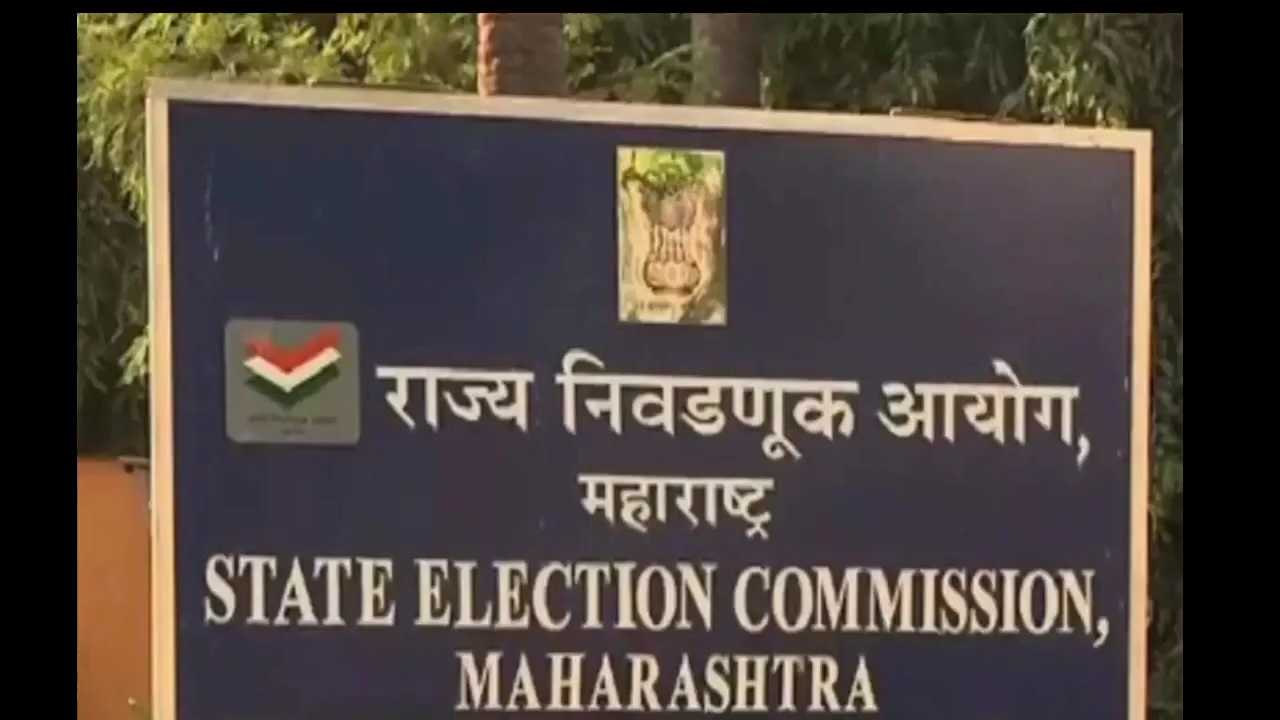 राज्य निवडणूक आयोग,
महाराष्ट्र
STATE ELECTION COMMISSION,
MAHARASHTRA